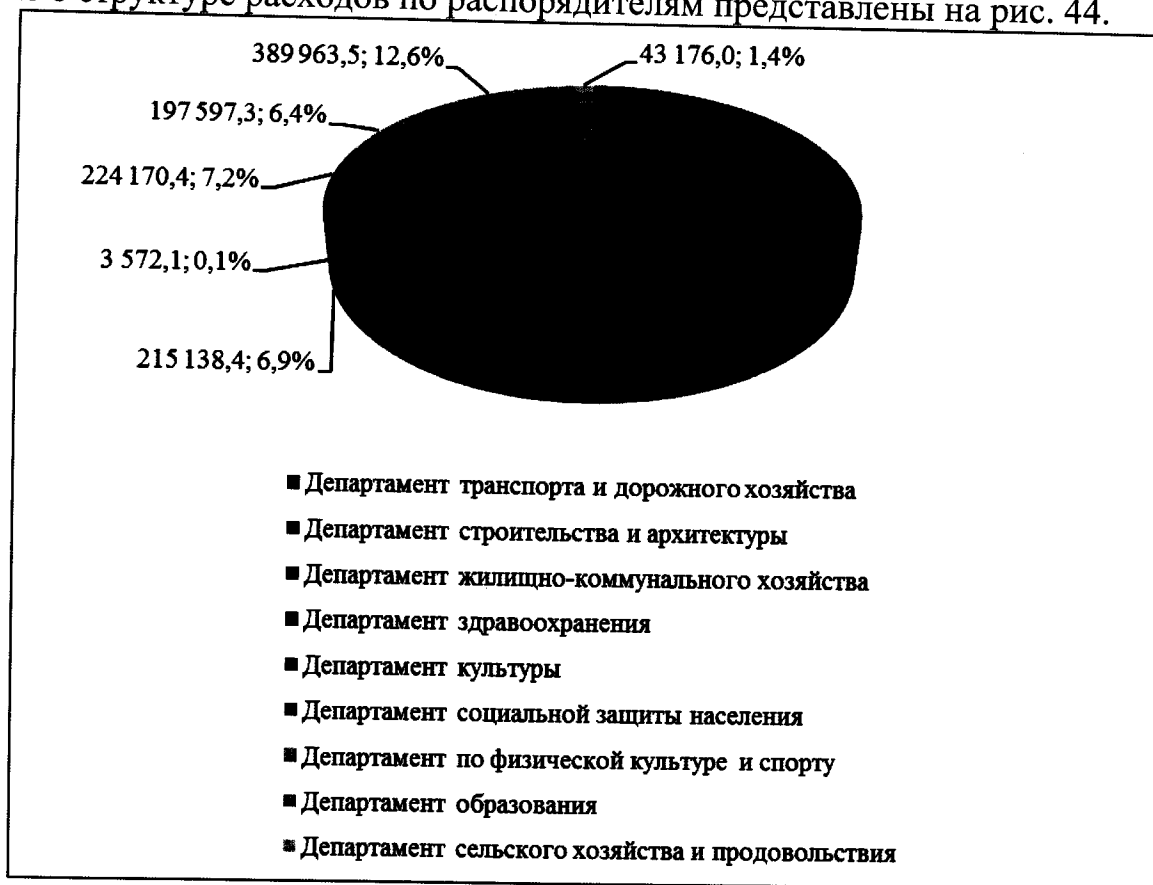 структуре расходов по распорядителям представлены на рис. 44.
389 963,5; 12,6%
43 176,0; 1,4%
197 597,3; 6,4%
224 170,4; 7,2%
3 572,1; 0,1%
215 138,4; 6,9%
Департамент транспорта и дорожного хозяйства
Департамент строительства и архитектуры
Департамент жилищно-коммунального хозяйства
Департамент здравоохранения
Департамент культуры
Департамент социальной защиты населения
Департамент по физической культуре и спорту
Департамент образования
Департамент сельского хозяйства и продовольствия